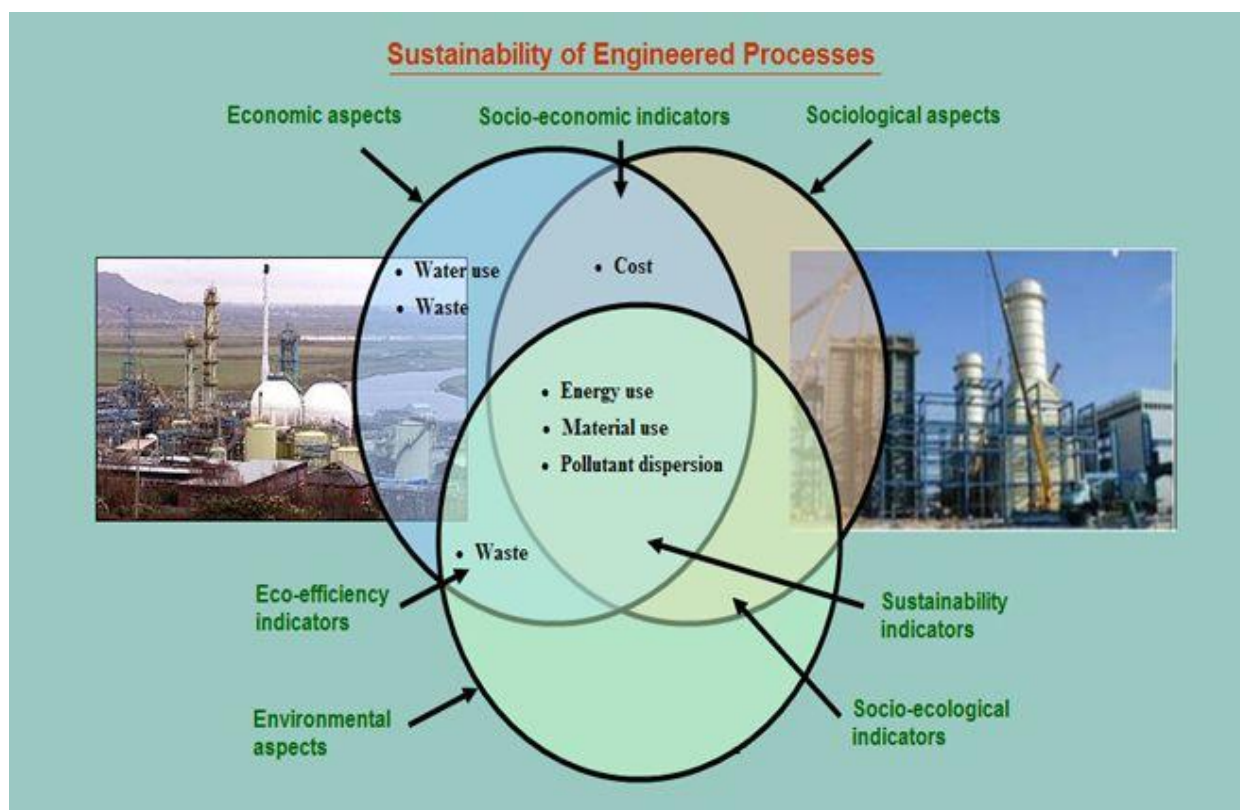 Sustainability of Engineered Processes
Economic aspects
Socio-economic indicators
Sociological aspects
• Water use
• Waste
• Cost
• Energy use
• Material use
• Pollutant dispersion
• Waste
Eco-efficiency
indicators
Sustainability
indicators
Environmental
aspects
Socio-ecological
indicators